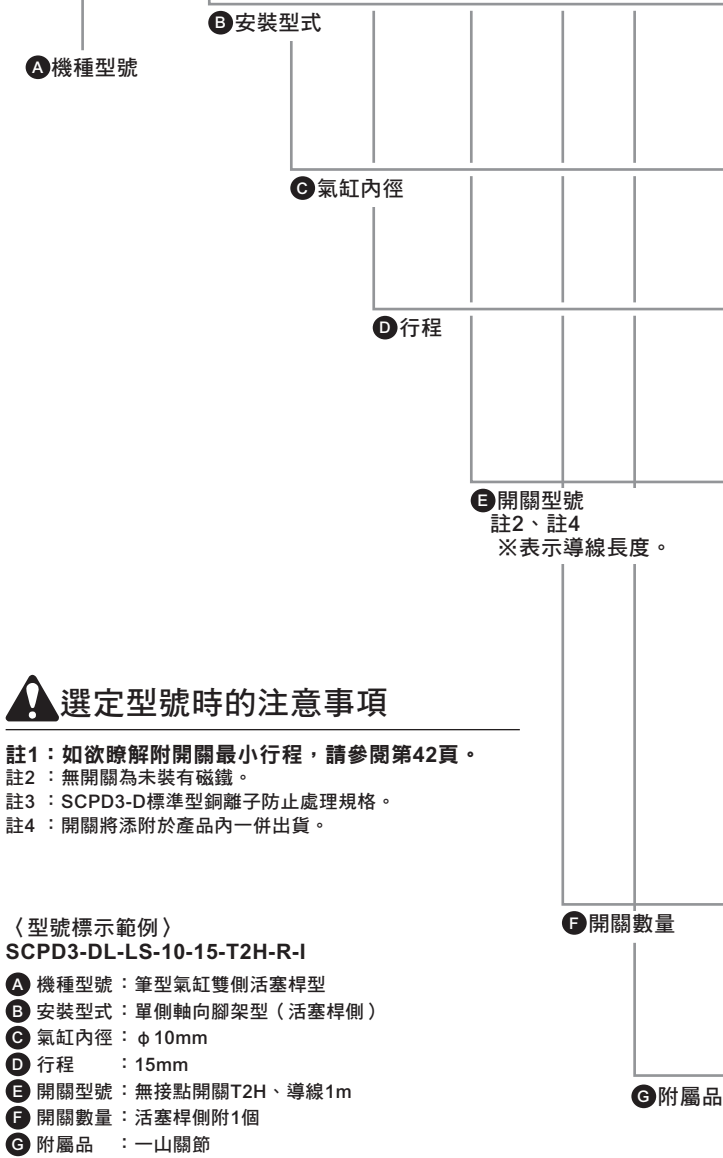 B安裝型式
A機種型號
C氣缸內徑
D行程
E開關型號
註2、註4
※表示導線長度。
選定型號時的注意事項
註1：如欲瞭解附開關最小行程，請參閱第42頁。
註2 ：無開關為未裝有磁鐵。
註3 ：SCPD3-D標準型銅離子防止處理規格。
註4 ：開關將添附於產品內一併出貨。
F開關數量
〈型號標示範例〉
SCPD3-DL-LS-10-15-T2H-R-I
A 機種型號：筆型氣缸雙側活塞桿型
B 安裝型式：單側軸向腳架型（活塞桿側）
C 氣缸內徑：φ10mm
D 行程　　：15mm
E 開關型號：無接點開關T2H、導線1m
F 開關數量：活塞桿側附1個
G 附屬品　：一山關節
G附屬品